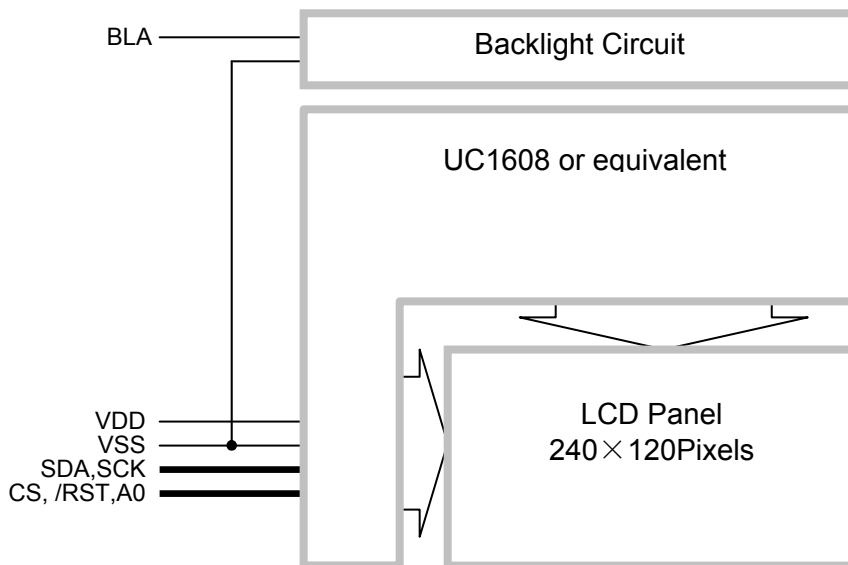 BLA
Backlight Circuit
UC1608 or equivalent
VDD
VSS
SDA,SCK
CS, /RST,A0
LCD Panel
240×120Pixels